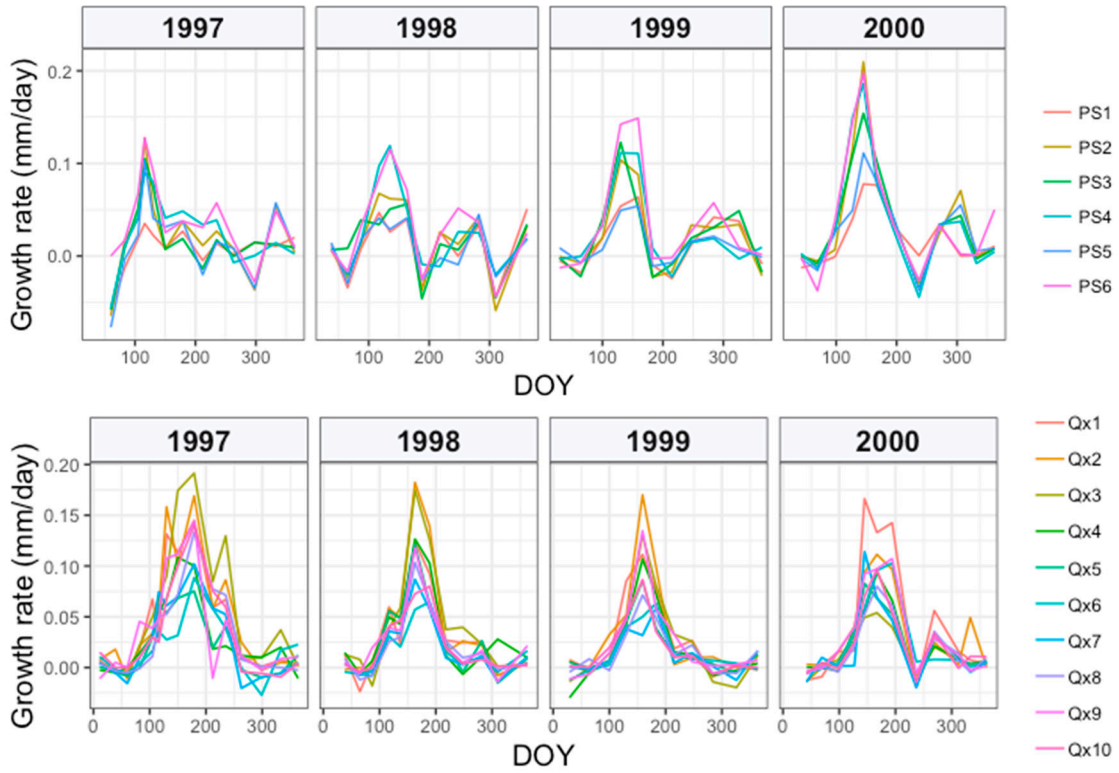 1997 1998 1999 2000
Growth rate (mm/day)
0.2
0.1
0.0
100 200 300 100 200 300 100 200 300 100 200 300
DOY
PS1
PS2
PS3
PS4
PS5
PS6
1997 1998 1999 2000
Growth rate (mm/day)
0.20
0.15
0.10
0.05
0.00
0 100 200 300 0 100 200 300 0 100 200 300 0 100 200 300
DOY
Qx1
Qx2
Qx3
Qx4
Qx5
Qx6
Qx7
Qx8
Qx9
Qx10